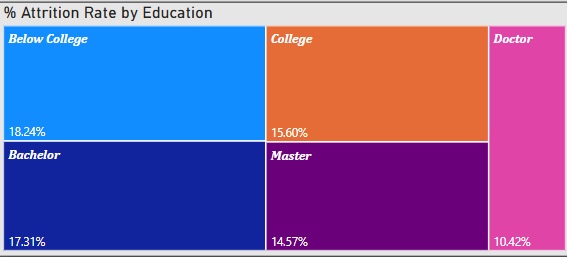 % Attrition Rate by Education
Below College
18.24%
College
15.60%
Doctor
10.42%
Bachelor
17.31%
Master
14.57%